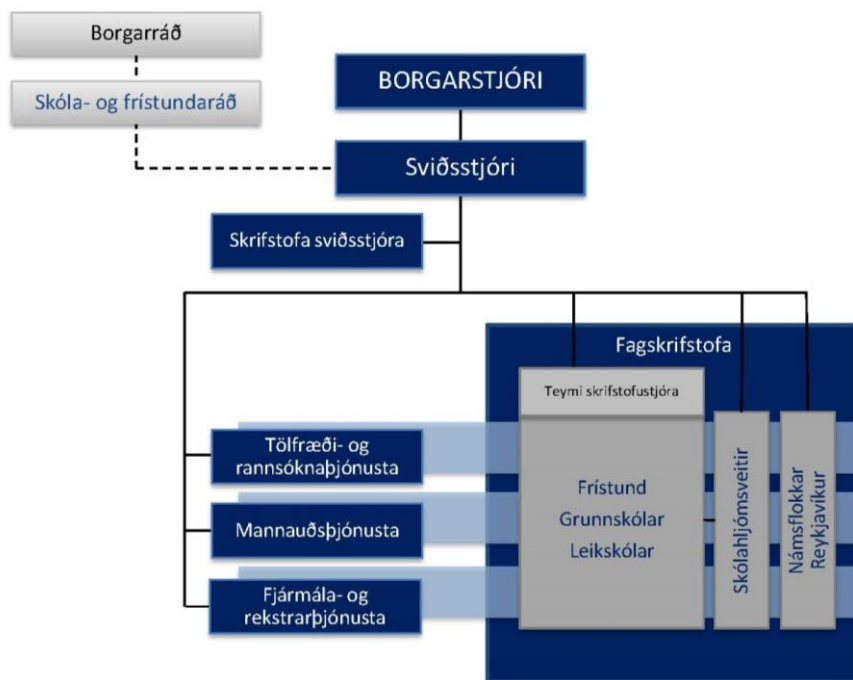 Borgarráð
Skóla- og frístundaráð
BORGARSTJÓRI
Sviðsstjóri
Skrifstofa sviðsstjóra
Fagskrifstofa
Teymi skrifstofustjóra
Tölfræði- og
rannsóknaþjónusta
Mannauðsþjónusta
Fjármála- og
rekstrarþjónusta
Frístund
Grunnskólar
Leikskólar
Skólahljómsveitir
Námsflokkar
Reykjavíkur